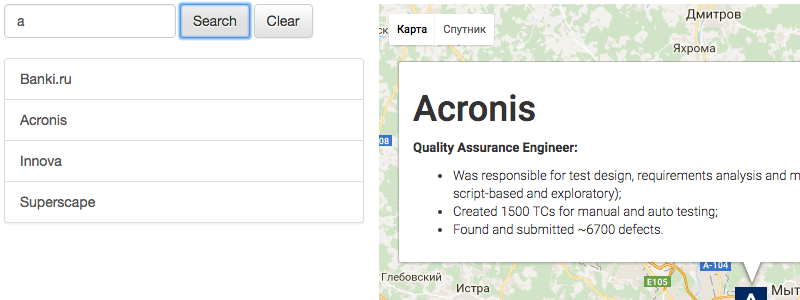 a
Search
Clear
Banki.ru
Acronis
Innova
Superscape
Карта
Спутник
Дмитров
Яхрома
Acronis
Quality Assurance Engineer:
Was responsible for test design, requirements analysis and m
script-based and exploratory);
Created 1500 TCs for manual and auto testing;
Found and submitted ~6700 defects.
08
А-104
Глебовский
Истра
E105
Мыт
A